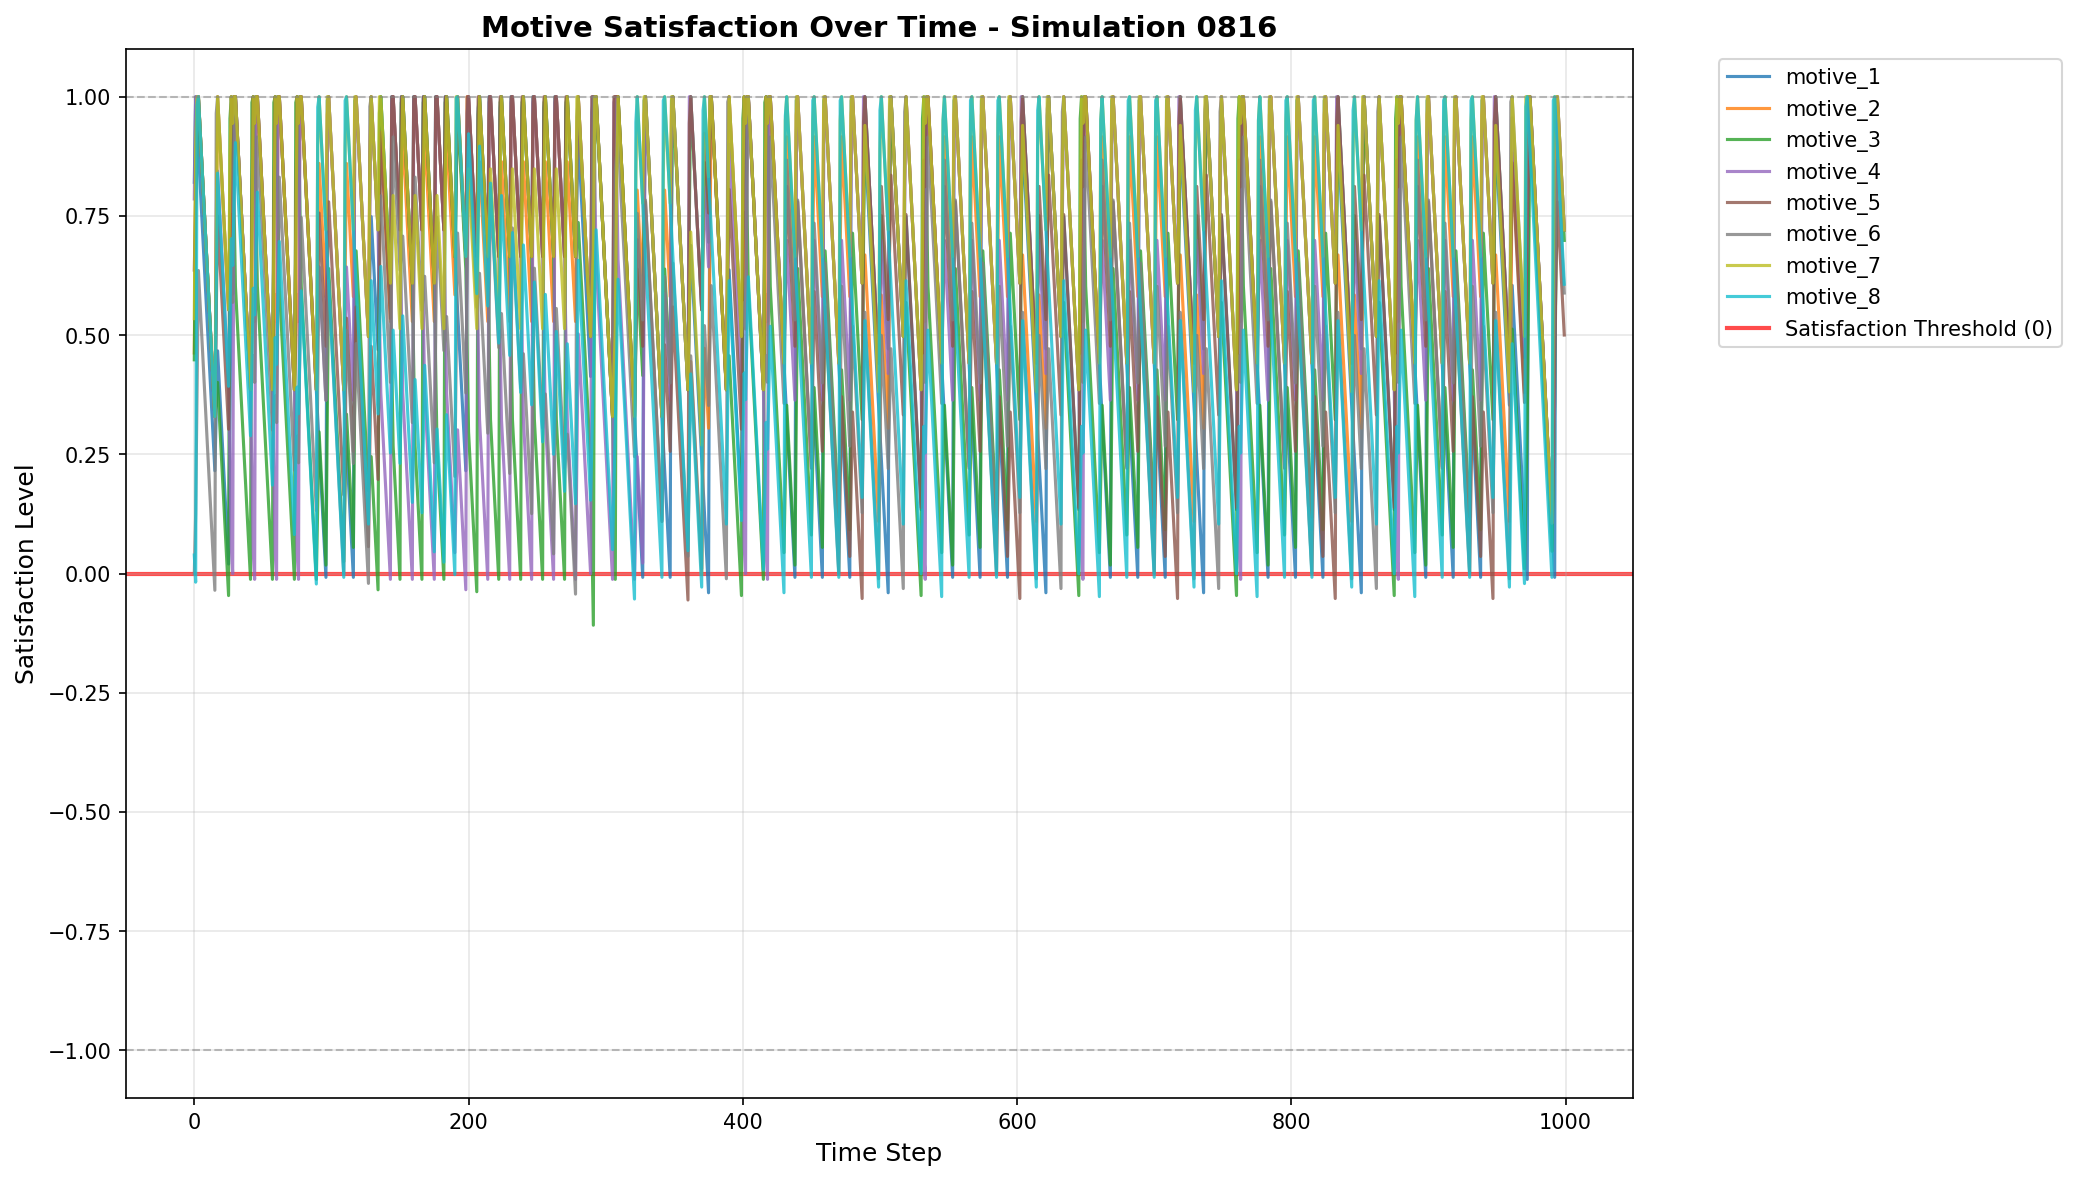 Motive Satisfaction Over Time - Simulation 0816
1.00
0.75
0.50
0.25
0.00
−0.25
−0.50
−0.75
−1.00
Satisfaction Level
0
200
400
600
800
1000
Time Step
motive_1
motive_2
motive_3
motive_4
motive_5
motive_6
motive_7
motive_8
Satisfaction Threshold (0)